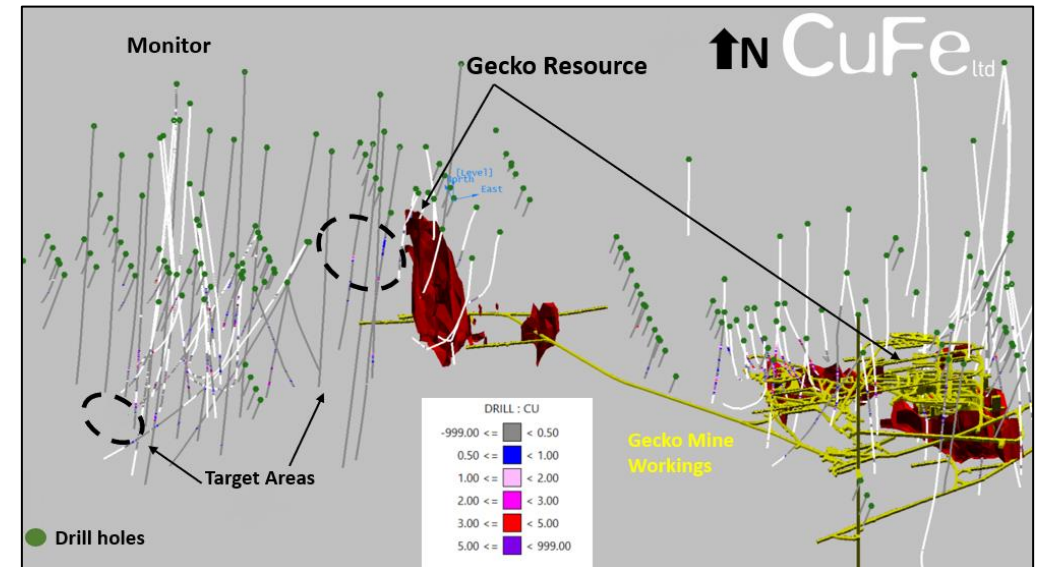 Monitor
Gecko Resource
N
CuFe ltd
[Level]
North
East
Target Areas
DRILL : CU
-999.00 <= < 0.50
0.50 <= < 1.00
1.00 <= < 2.00
2.00 <= < 3.00
3.00 <= < 5.00
5.00 <= < 999.00
Gecko Mine
Workings
Drill holes